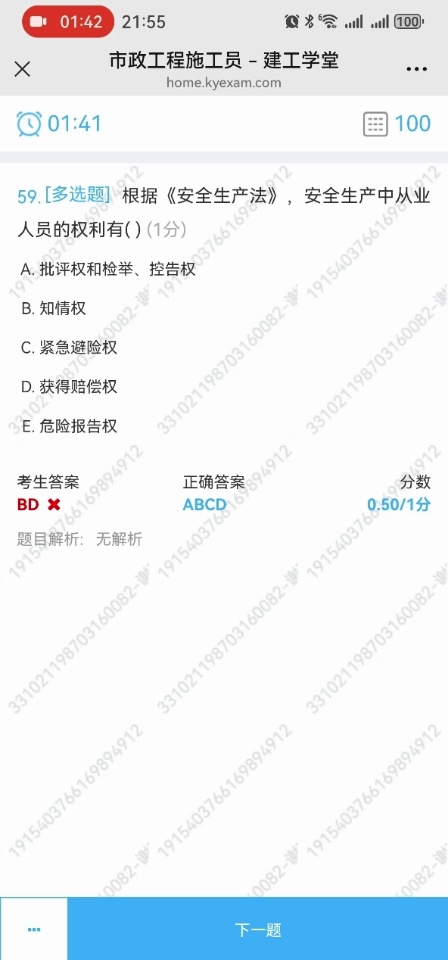 01:42 21:55 100
市政工程施工员 – 建工学堂
home.kyexam.com
01:41 100
59.[多选题] 根据《安全生产法》，安全生产中从业
人员的权利有( ) (1分)
A. 批评权和检举、控告权
B. 知情权
C. 紧急避险权
D. 获得赔偿权
E. 危险报告权
考生答案 正确答案 分数
BD ABCD 0.50/1分
题目解析: 无解析
下一题